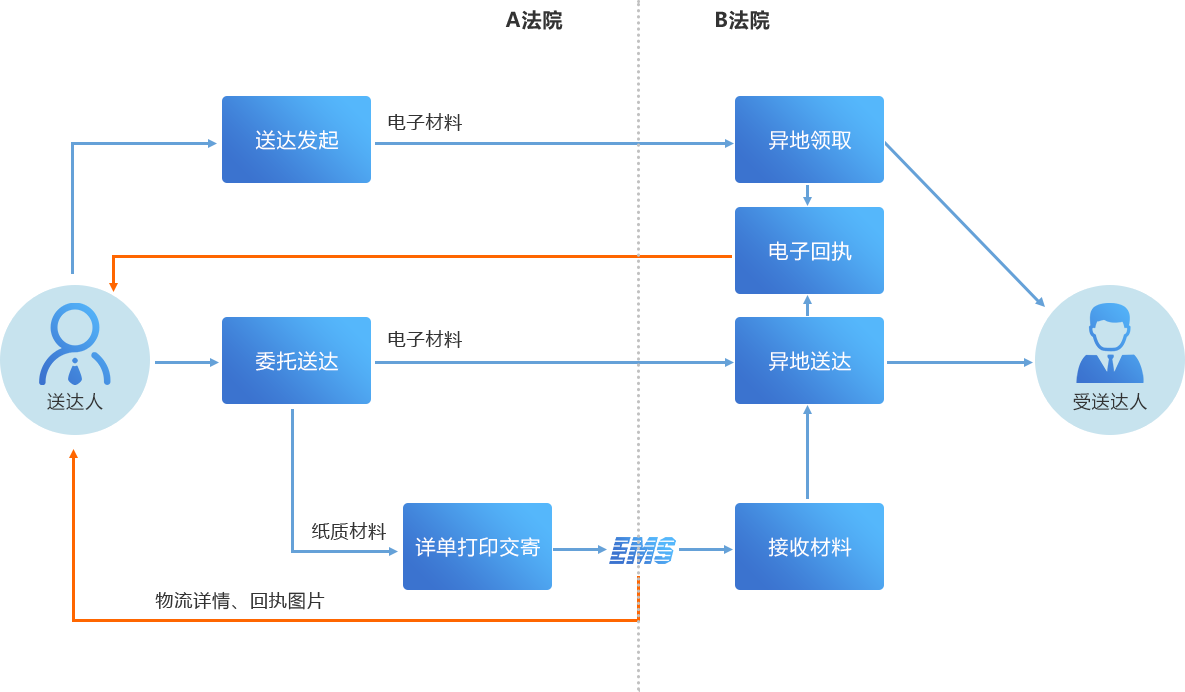 A法院
B法院
送达发起
电子材料
异地领取
电子回执
送达人
委托送达
电子材料
异地送达
受送达人
纸质材料
详单打印交寄
EMS
接收材料
物流详情、回执图片